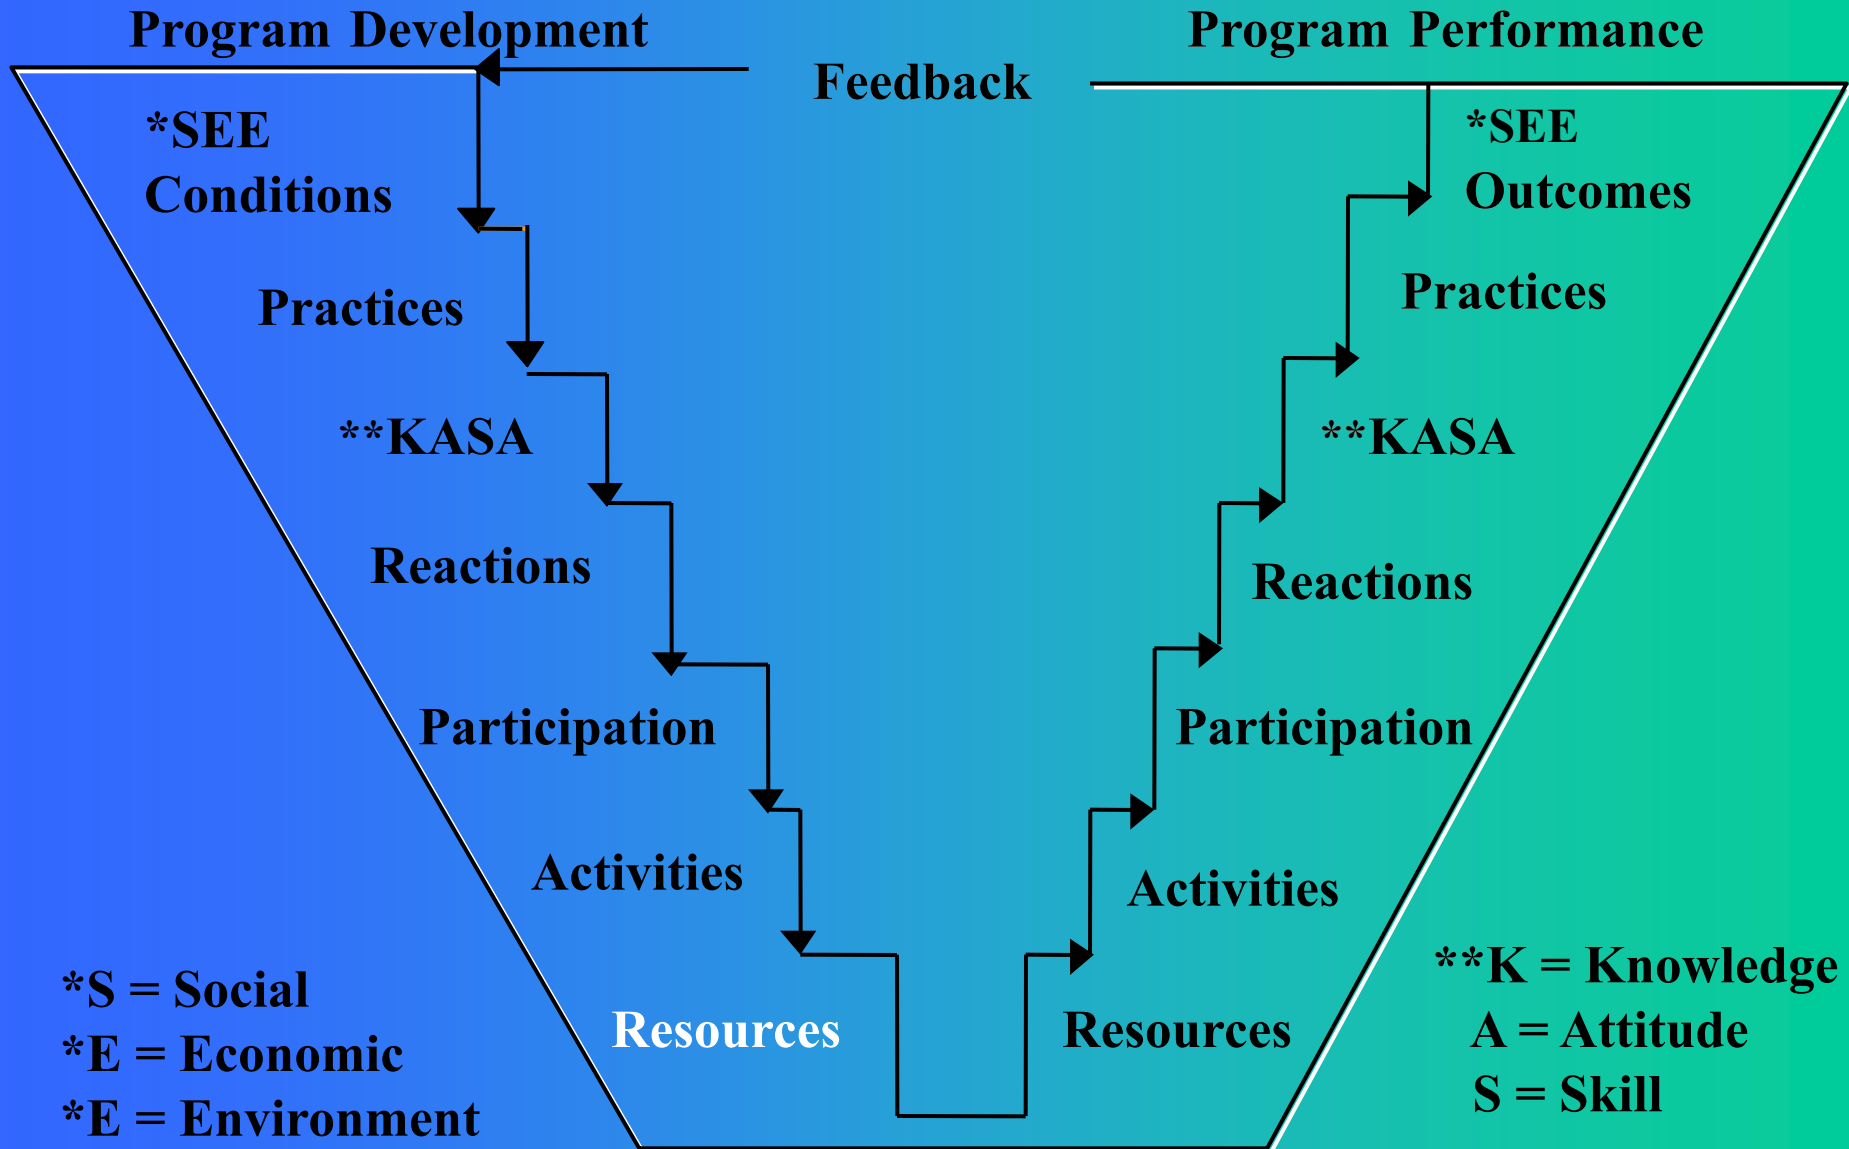 Program Development
Program Performance
Feedback
*SEE
Conditions
Practices
**KASA
Reactions
Participation
Activities
Resources
*SEE
Outcomes
Practices
**KASA
Reactions
Participation
Activities
Resources
*S = Social
*E = Economic
*E = Environment
**K = Knowledge
A = Attitude
S = Skill